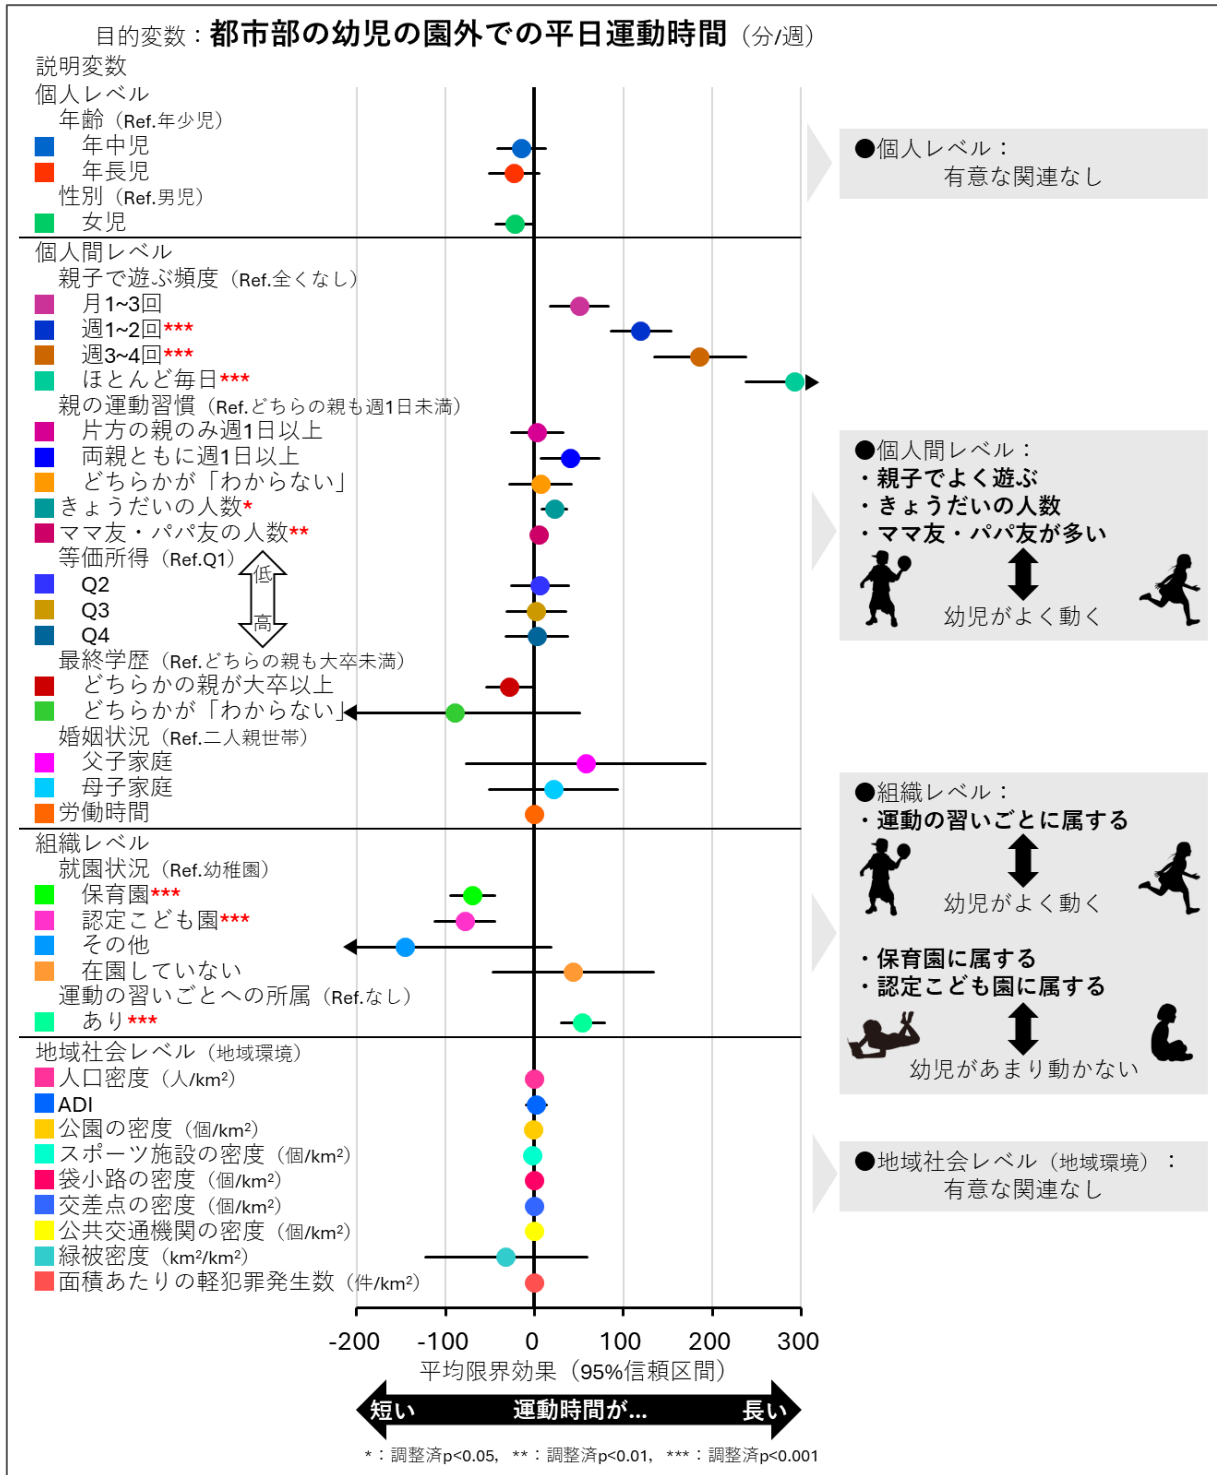 目的変数：都市部の幼児の園外での平日運動時間（分/週）
説明変数
個人レベル
年齢（Ref.年少児）
年中児
年長児
性別（Ref.男児）
女児
●個人レベル：
有意な関連なし
個人間レベル
親子で遊ぶ頻度（Ref.全くなし）
月1~3回
週1~2回***
週3~4回***
ほとんど毎日***
親の運動習慣（Ref.どちらの親も週1日未満）
片方の親のみ週1日以上
両親ともに週1日以上
どちらかが「わからない」
きょうだいの人数*
ママ友・パパ友の人数**
等価所得（Ref.Q1）
低
Q2
Q3
高
Q4
最終学歴（Ref.どちらの親も大卒未満）
どちらかの親が大卒以上
どちらかが「わからない」
婚姻状況（Ref.二人親世帯）
父子家庭
母子家庭
労働時間
●個人間レベル：
・親子でよく遊ぶ
・きょうだいの人数
・ママ友・パパ友が多い
幼児がよく動く
組織レベル
就園状況（Ref.幼稚園）
保育園***
認定こども園***
その他
在園していない
運動の習いごとへの所属（Ref.なし）
あり***
●組織レベル：
・運動の習いごとに属する
幼児がよく動く
・保育園に属する
・認定こども園に属する
幼児があまり動かない
地域社会レベル（地域環境）
人口密度（人/km²）
ADI
公園の密度（個/km²）
スポーツ施設の密度（個/km²）
袋小路の密度（個/km²）
交差点の密度（個/km²）
公共交通機関の密度（個/km²）
緑被密度（km²/km²）
面積あたりの軽犯罪発生数（件/km²）
●地域社会レベル（地域環境）：
有意な関連なし
-200 -100 0 100 200 300
平均限界効果（95%信頼区間）
短い 運動時間が... 長い
*：調整済p<0.05, **：調整済p<0.01, ***：調整済p<0.001